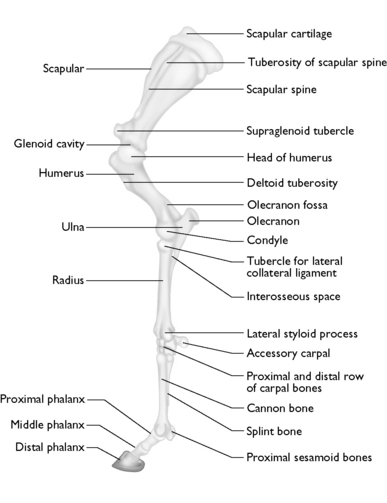 Scapular cartilage
Scapular
Tuberosity of scapular spine
Scapular spine
Supraglenoid tubercle
Glenoid cavity
Head of humerus
Humerus
Deltoid tuberosity
Olecranon fossa
Olecranon
Ulna
Condyle
Tubercle for lateral
collateral ligament
Radius
Interosseous space
Lateral styloid process
Accessory carpal
Proximal and distal row
of carpal bones
Proximal phalanx
Cannon bone
Middle phalanx
Splint bone
Distal phalanx
Proximal sesamoid bones